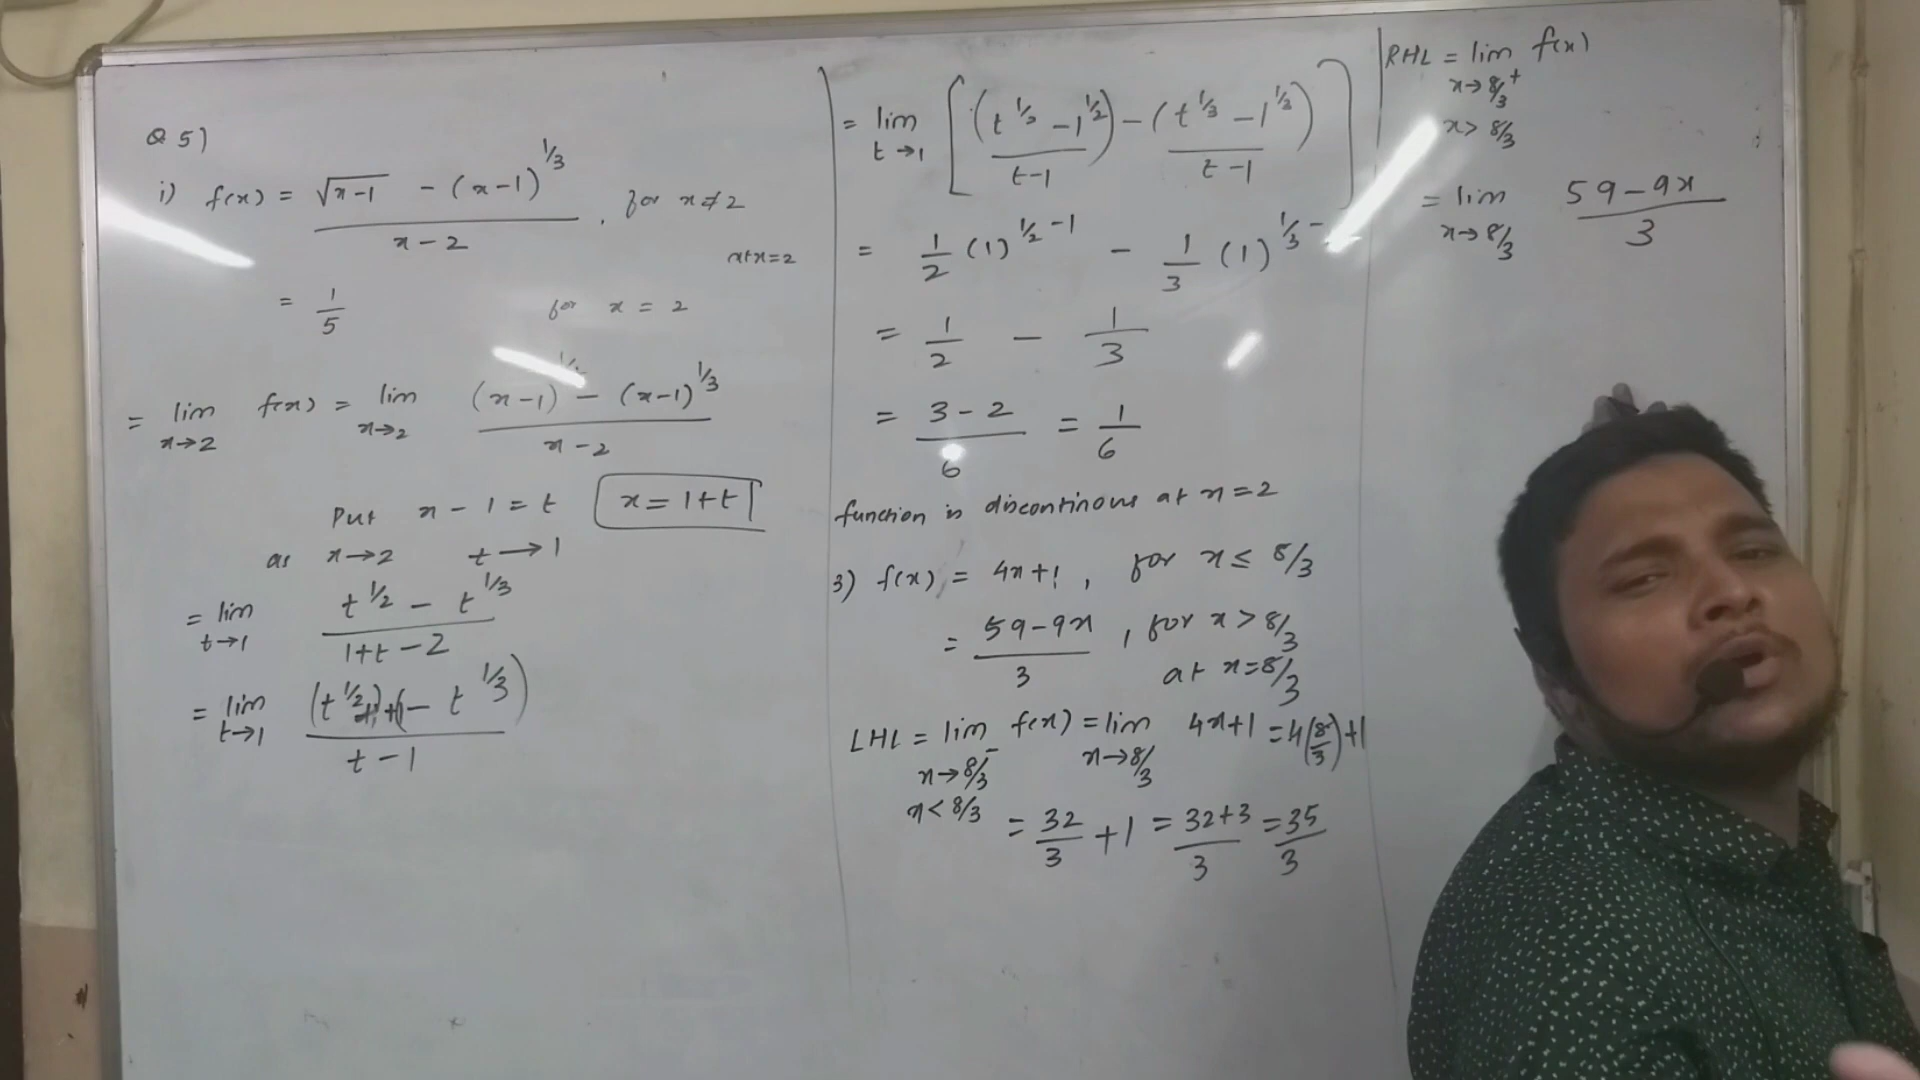 Q 5)
i) f(x) = √x-1 - (x-1)^1/3 / x-2 , for x ≠ 2
at x=2
= 1/5 for x = 2
= lim x→2 f(x) = lim x→2 (x-1) - (x-1)^1/3 / x-2
Put x - 1 = t x = 1+t
as x→2 t→1
= lim t→1 t^1/2 - t^1/3 / 1+t-2
= lim t→1 (t^1/2 - t^1/3) / t-1
= lim t→1 [(t^1/2 - 1^1/2) / t-1 - (t^1/3 - 1^1/3) / t-1]
= 1/2 (1)^1/2-1 - 1/3 (1)^1/3-
= 1/2 - 1/3
= 3-2 / 6 = 1/6
function is discontinous at x=2
3) f(x) = 4x+1, for x ≤ 8/3
= 59-9x / 3 , for x > 8/3
at x=8/3
LHL = lim x→8/3^- f(x) = lim x→8/3 4x+1 = 4(8/3)+1
x< 8/3
= 32/3 + 1 = 32+3 / 3 = 35/3
RHL = lim x→8/3^+ f(x)
x> 8/3
= lim x→8/3 59-9x / 3